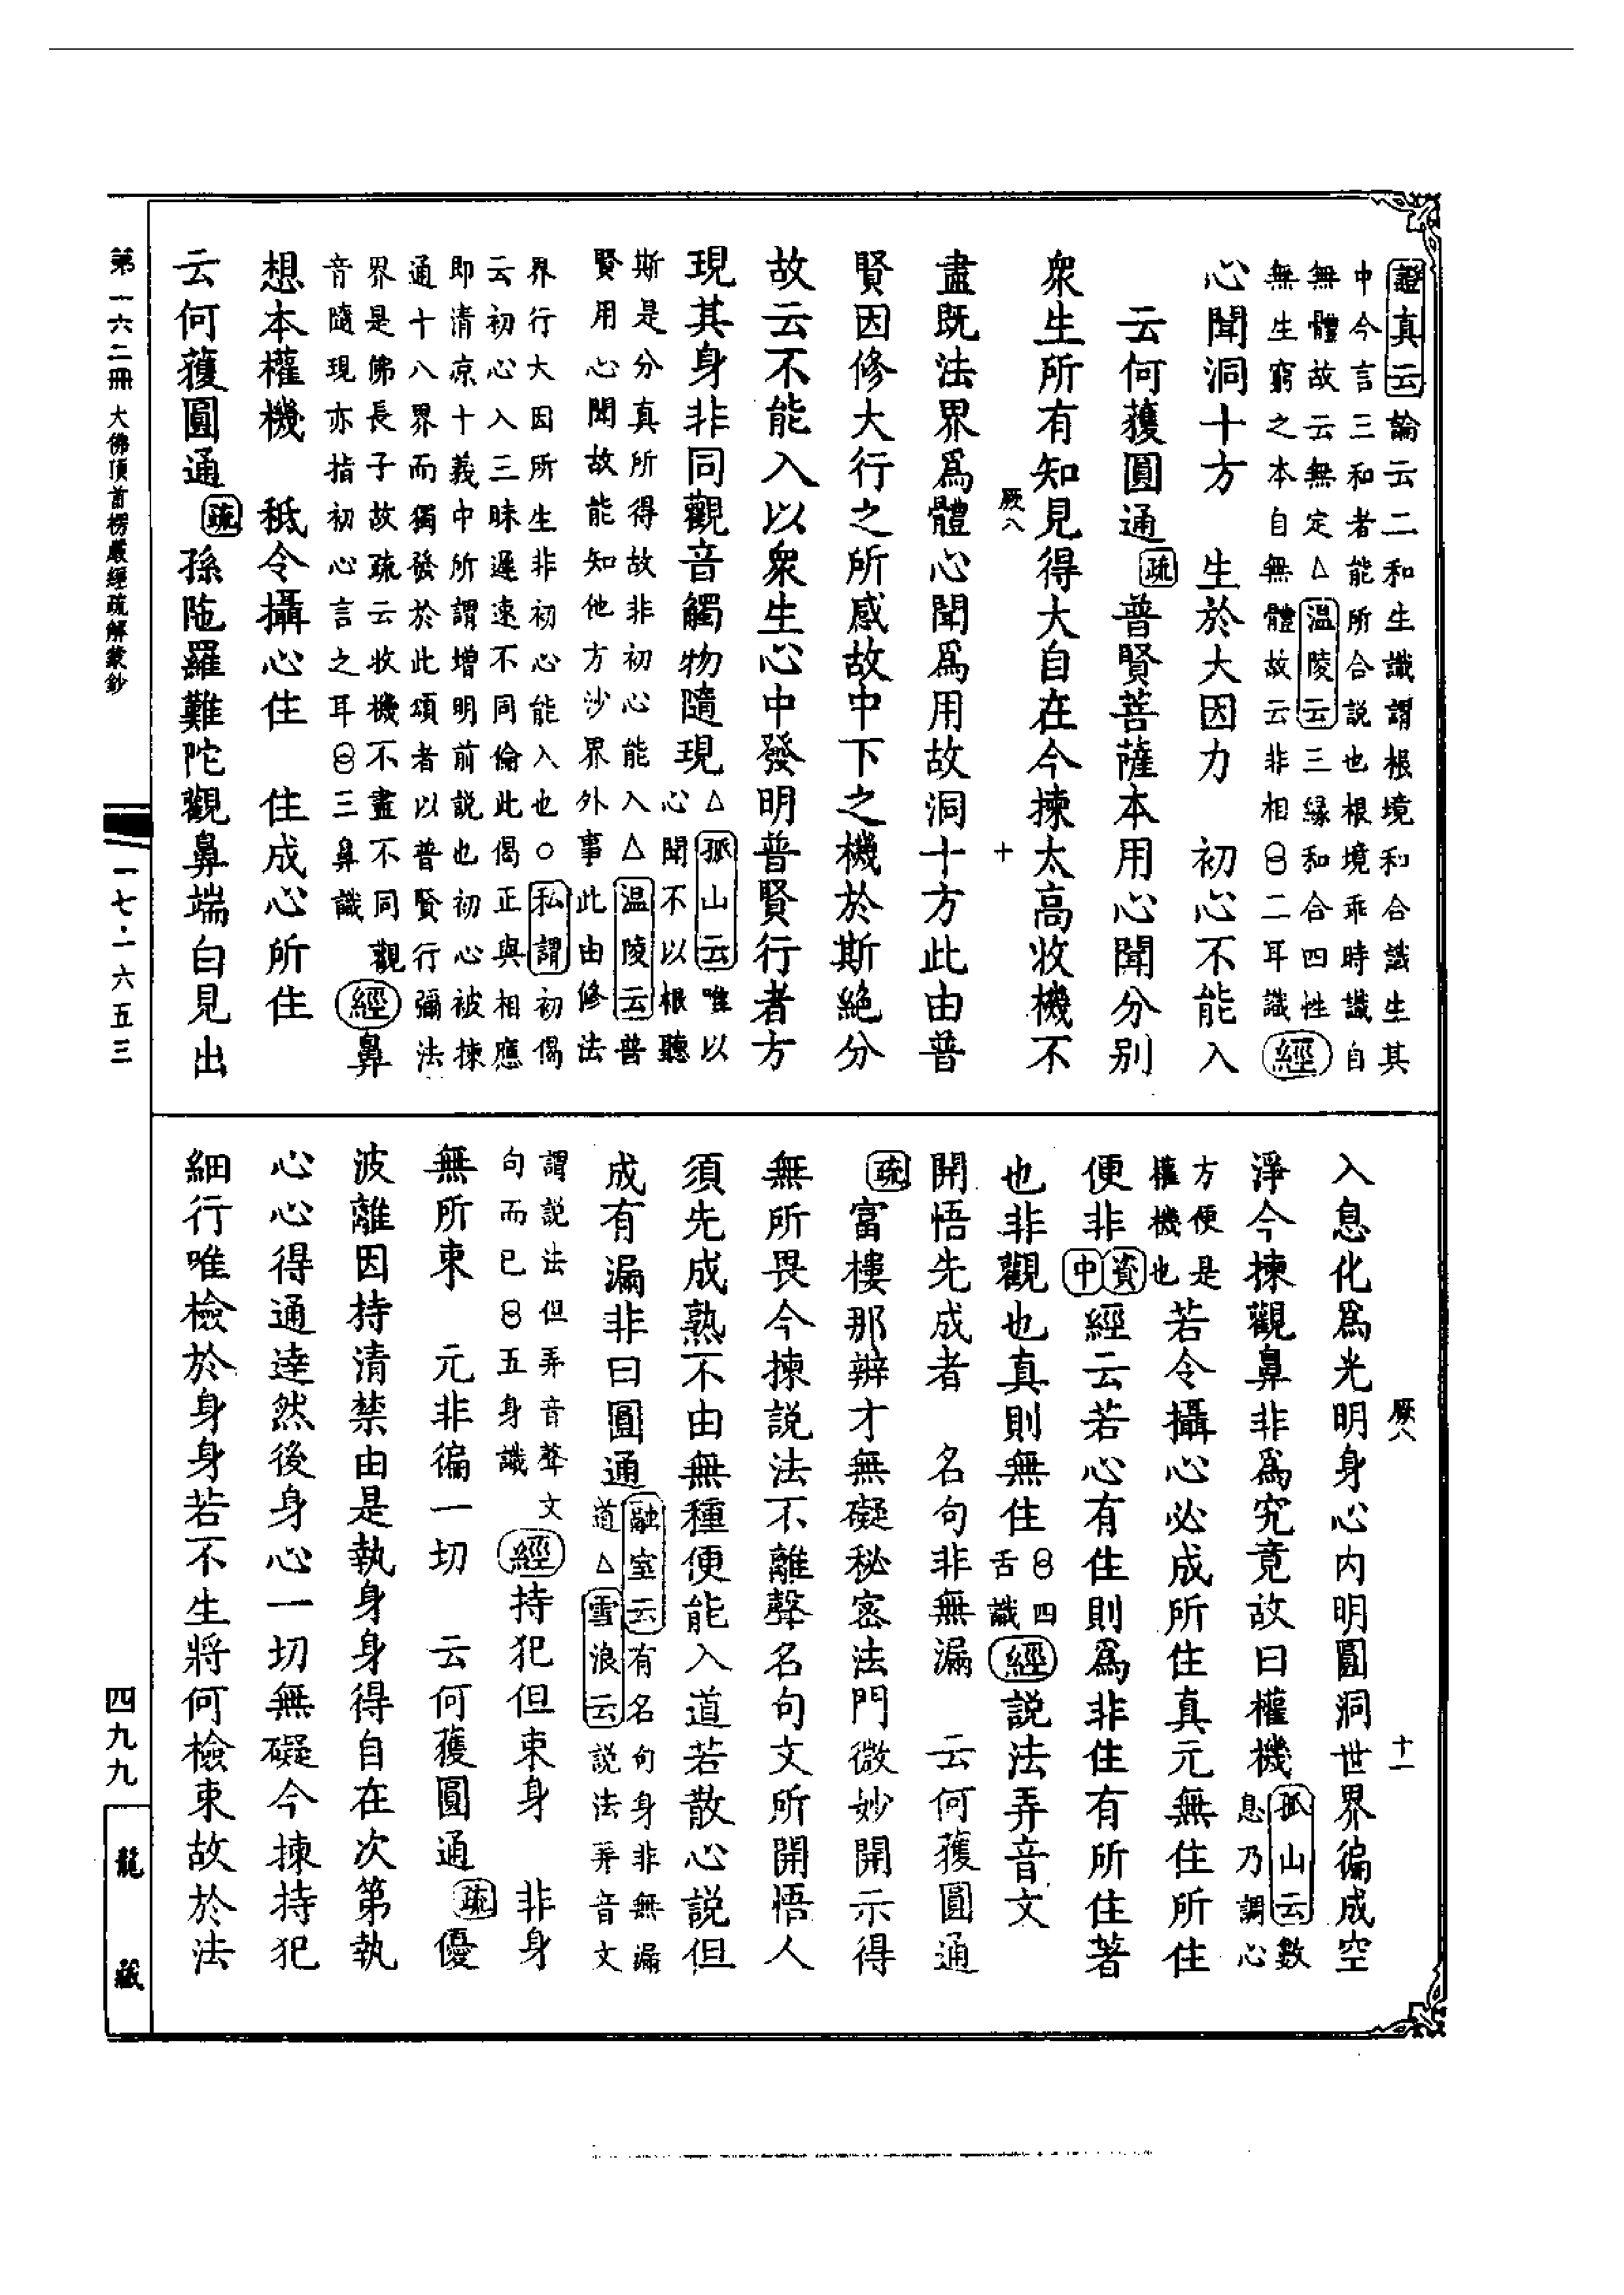 證真云論云二和生識謂根境和合識生其
中今言三和者能所合説也根境乖時識自
無體故云無定△温陵云三縁和合四性
無生窮之本自無體故云非相〇二耳識經
心聞洞十方　生於大因力　初心不能入
云何獲圓通疏普賢菩薩本用心聞分别
衆生所有知見得大自在今揀太高收機不
厥八　十
盡既法界爲體心聞爲用故洞十方此由普
賢因修大行之所感故中下之機於斯絕分
故云不能入以衆生心中發明普賢行者方
現其身非同觀音觸物隨現△孤山云唯以
心聞不以根聽
斯是分真所得故非初心能入△温陵云普
賢用心聞故能知他方沙界外事此由修法
界行大因所生非初心能入也○私謂初偈
云初心入三昧遲速不同倫此偈正與相應
即清凉十義中所謂增明前説也初心被揀
通十八界而獨發於此頌者以普賢行彌法
界是佛長子故疏云收機不盡不同觀
音隨現亦指初心言之耳〇三鼻識經鼻
想本權機　秖令攝心住　住成心所住
云何獲圓通疏孫陁羅難陀觀鼻端白見出
入息化爲光明身心内明圓洞世界徧成空
厥八　十一
淨今揀觀鼻非爲究竟故曰權機孤山云數
息乃調心
方便是
權機也若令攝心必成所住真元無住所住
便非資中經云若心有住則爲非住有所住著
也非觀也真則無住〇四
舌識經説法弄音文
開悟先成者　名句非無漏　云何獲圓通
疏富樓那辯才無礙秘密法門微妙開示得
無所畏今揀説法不離聲名句文所開悟人
須先成熟不由無種便能入道若散心説但
成有漏非曰圓通融室云有名句身非無漏
道△雪浪云説法弄音文
謂説法但弄音聲文
句而已〇五身識經持犯但束身　非身
無所束　元非徧一切　云何獲圓通疏優
波離因持清禁由是執身身得自在次第執
心心得通達然後身心一切無礙今揀持犯
細行唯檢於身身若不生將何檢束故於法
第一六二冊　大佛頂首楞嚴經疏解蒙鈔
一七·一六五三
四九九
龍藏